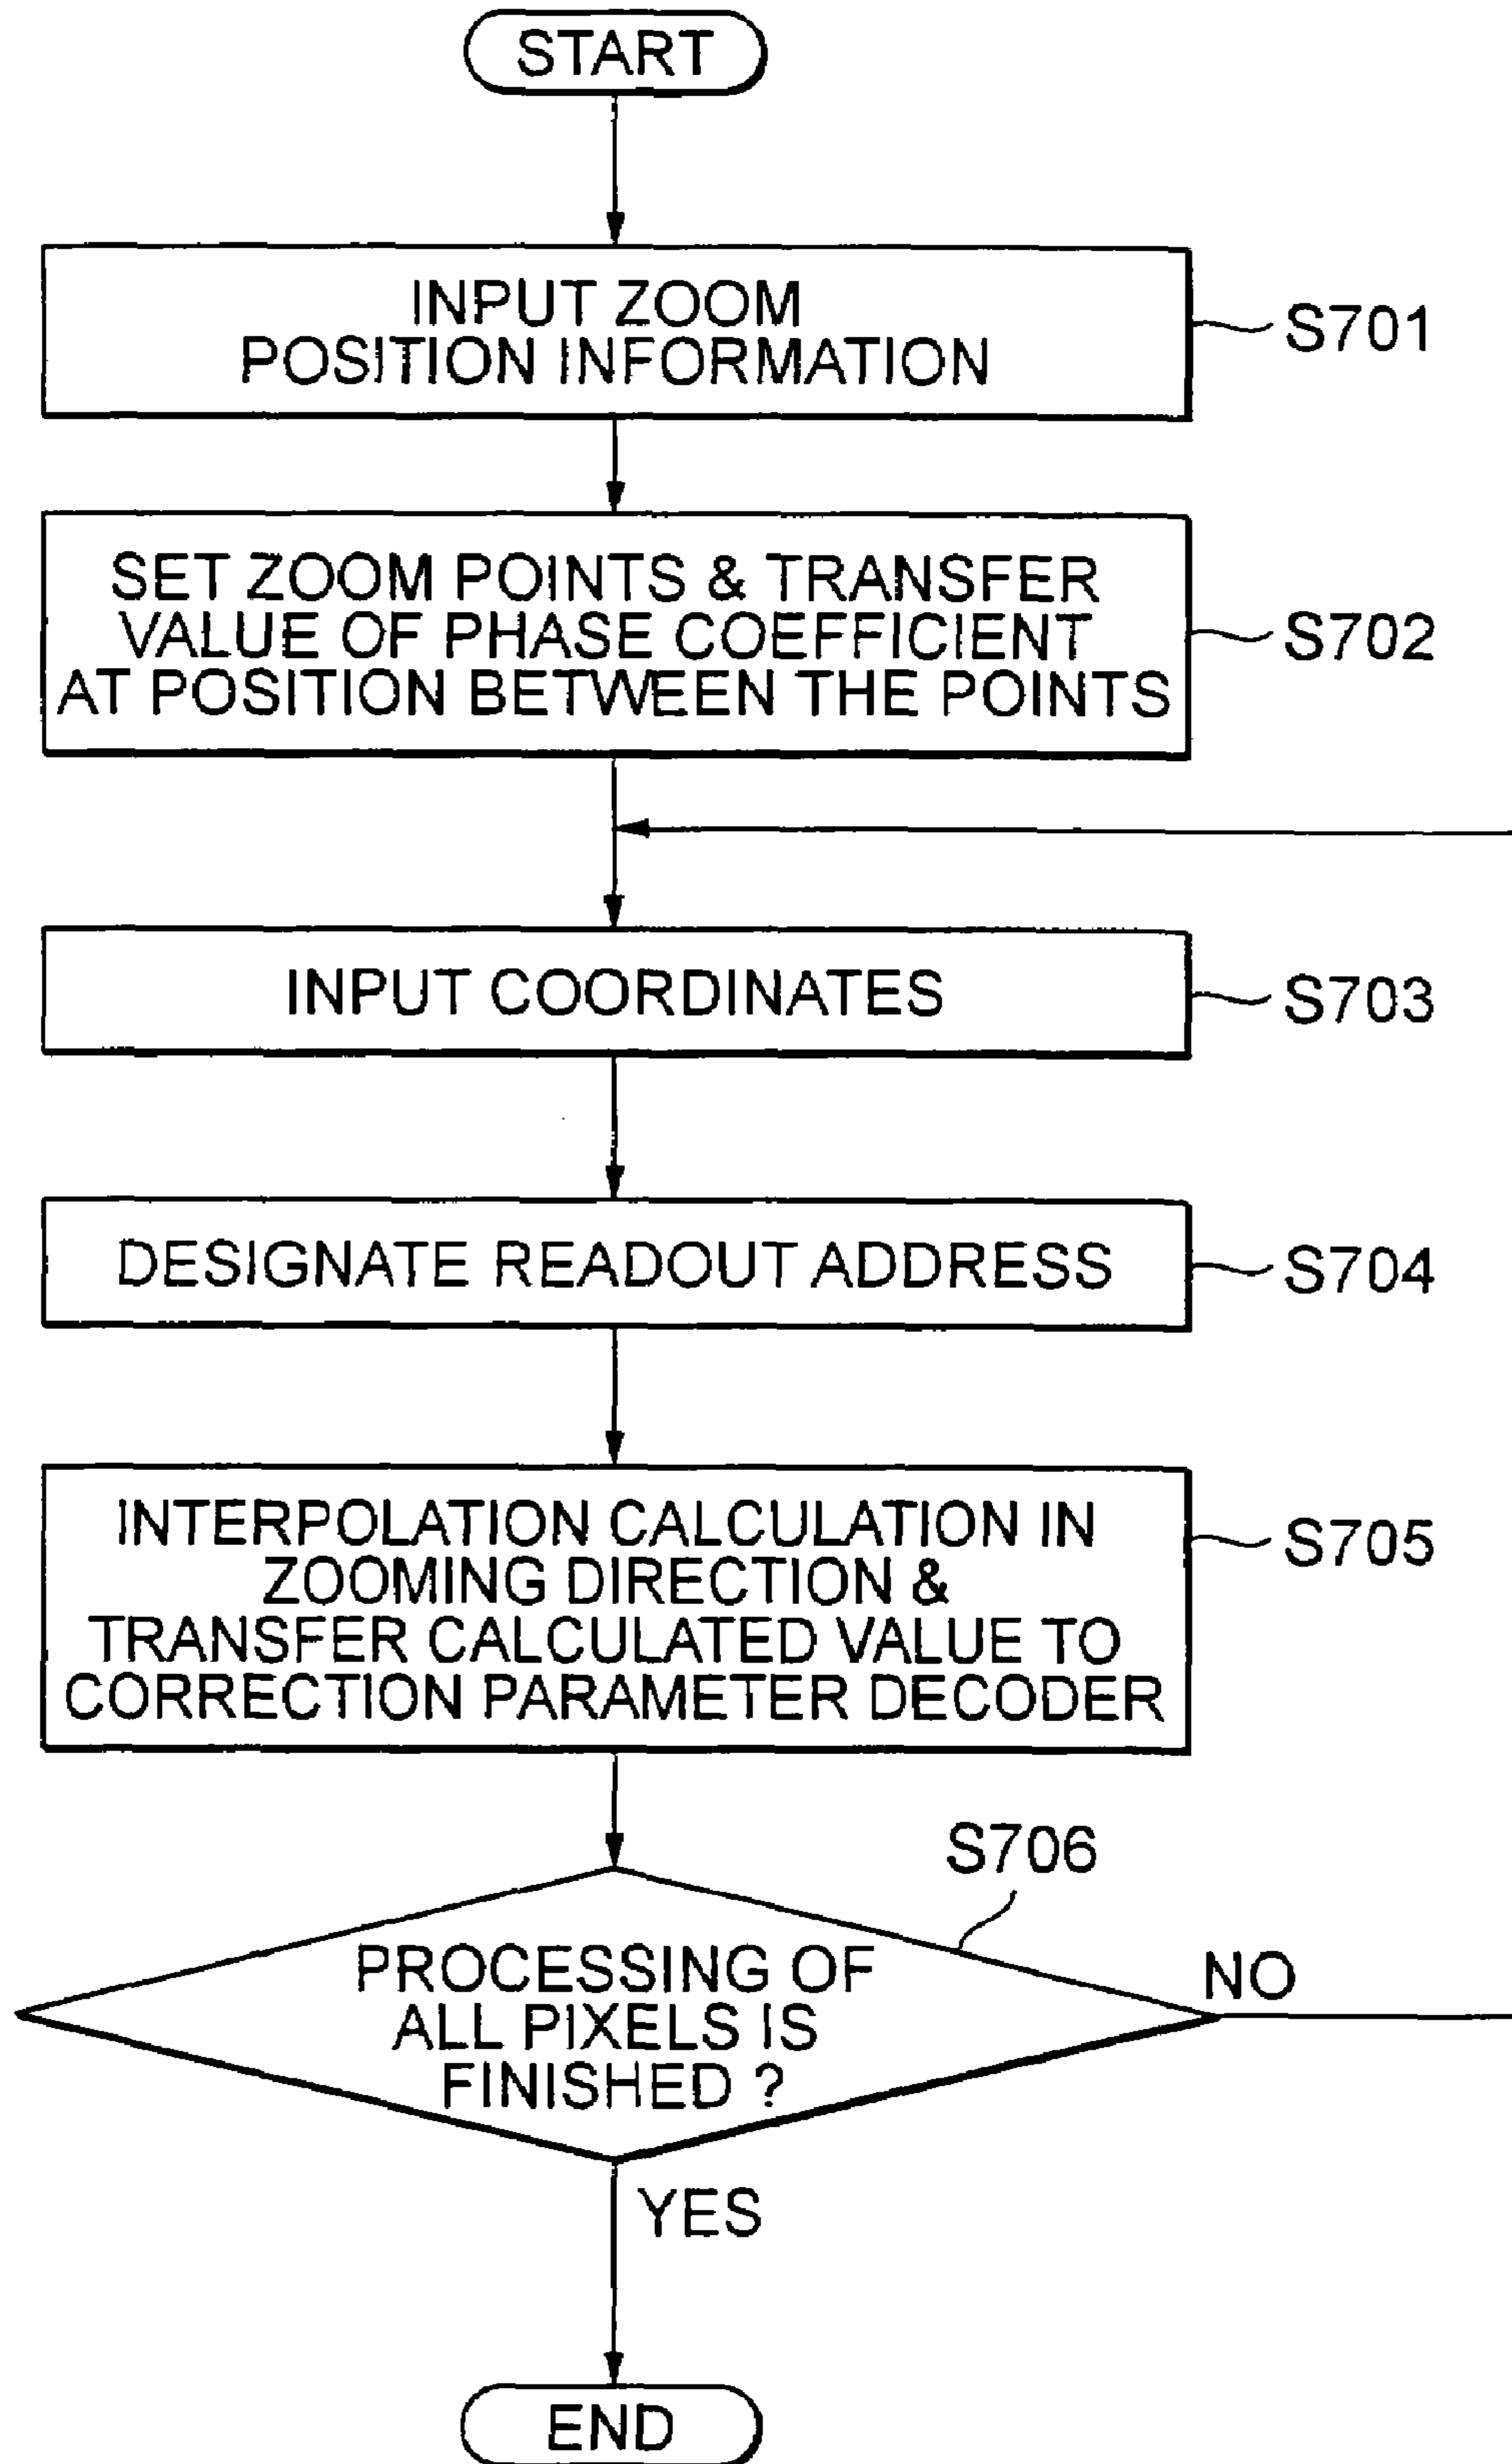 START
INPUT ZOOM
POSITION INFORMATION
S701
SET ZOOM POINTS & TRANSFER
VALUE OF PHASE COEFFICIENT
AT POSITION BETWEEN THE POINTS
S702
INPUT COORDINATES
S703
DESIGNATE READOUT ADDRESS
S704
INTERPOLATION CALCULATION IN
ZOOMING DIRECTION &
TRANSFER CALCULATED VALUE TO
CORRECTION PARAMETER DECODER
S705
S706
PROCESSING OF
ALL PIXELS IS
FINISHED ?
NO
YES
END